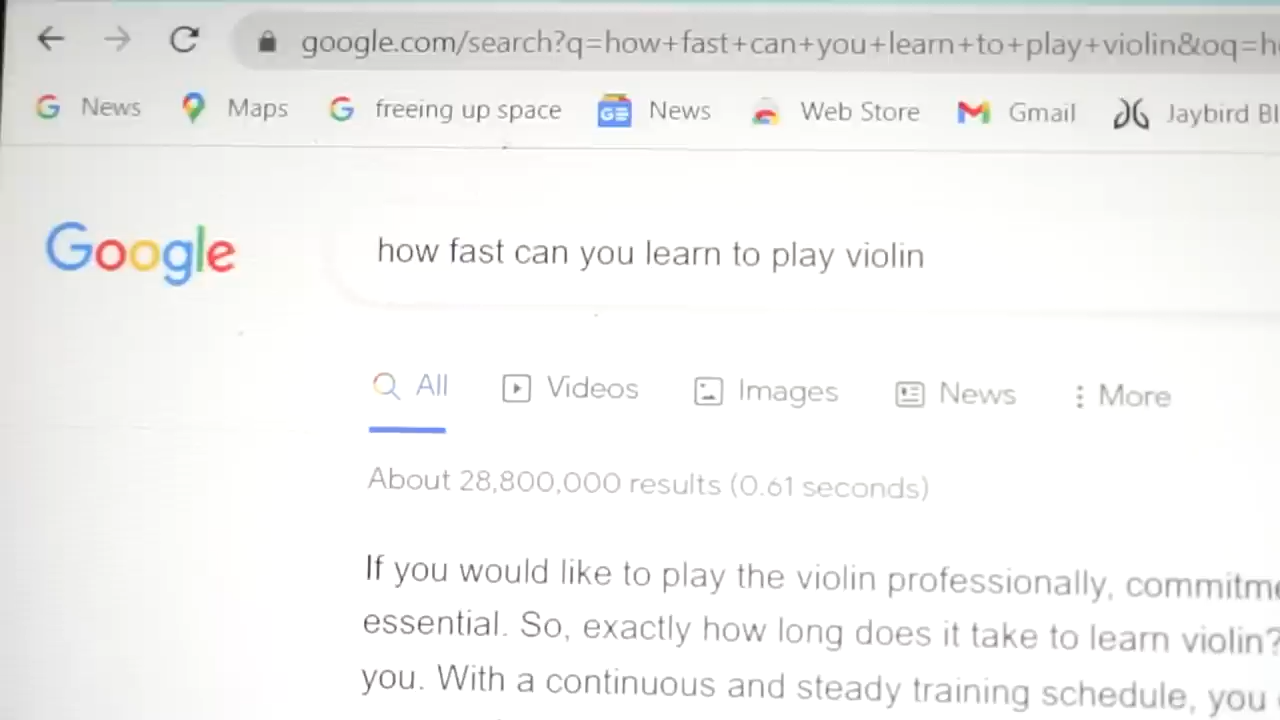 google.com/search?q=how+fast+can+you+learn+to+play+violin&oq=h
News Maps freeing up space News Web Store Gmail Jaybird Bl
Google how fast can you learn to play violin
All Videos Images News More
About 28,800,000 results (0.61 seconds)
If you would like to play the violin professionally, commitme
essential. So, exactly how long does it take to learn violin?
you. With a continuous and steady training schedule, you